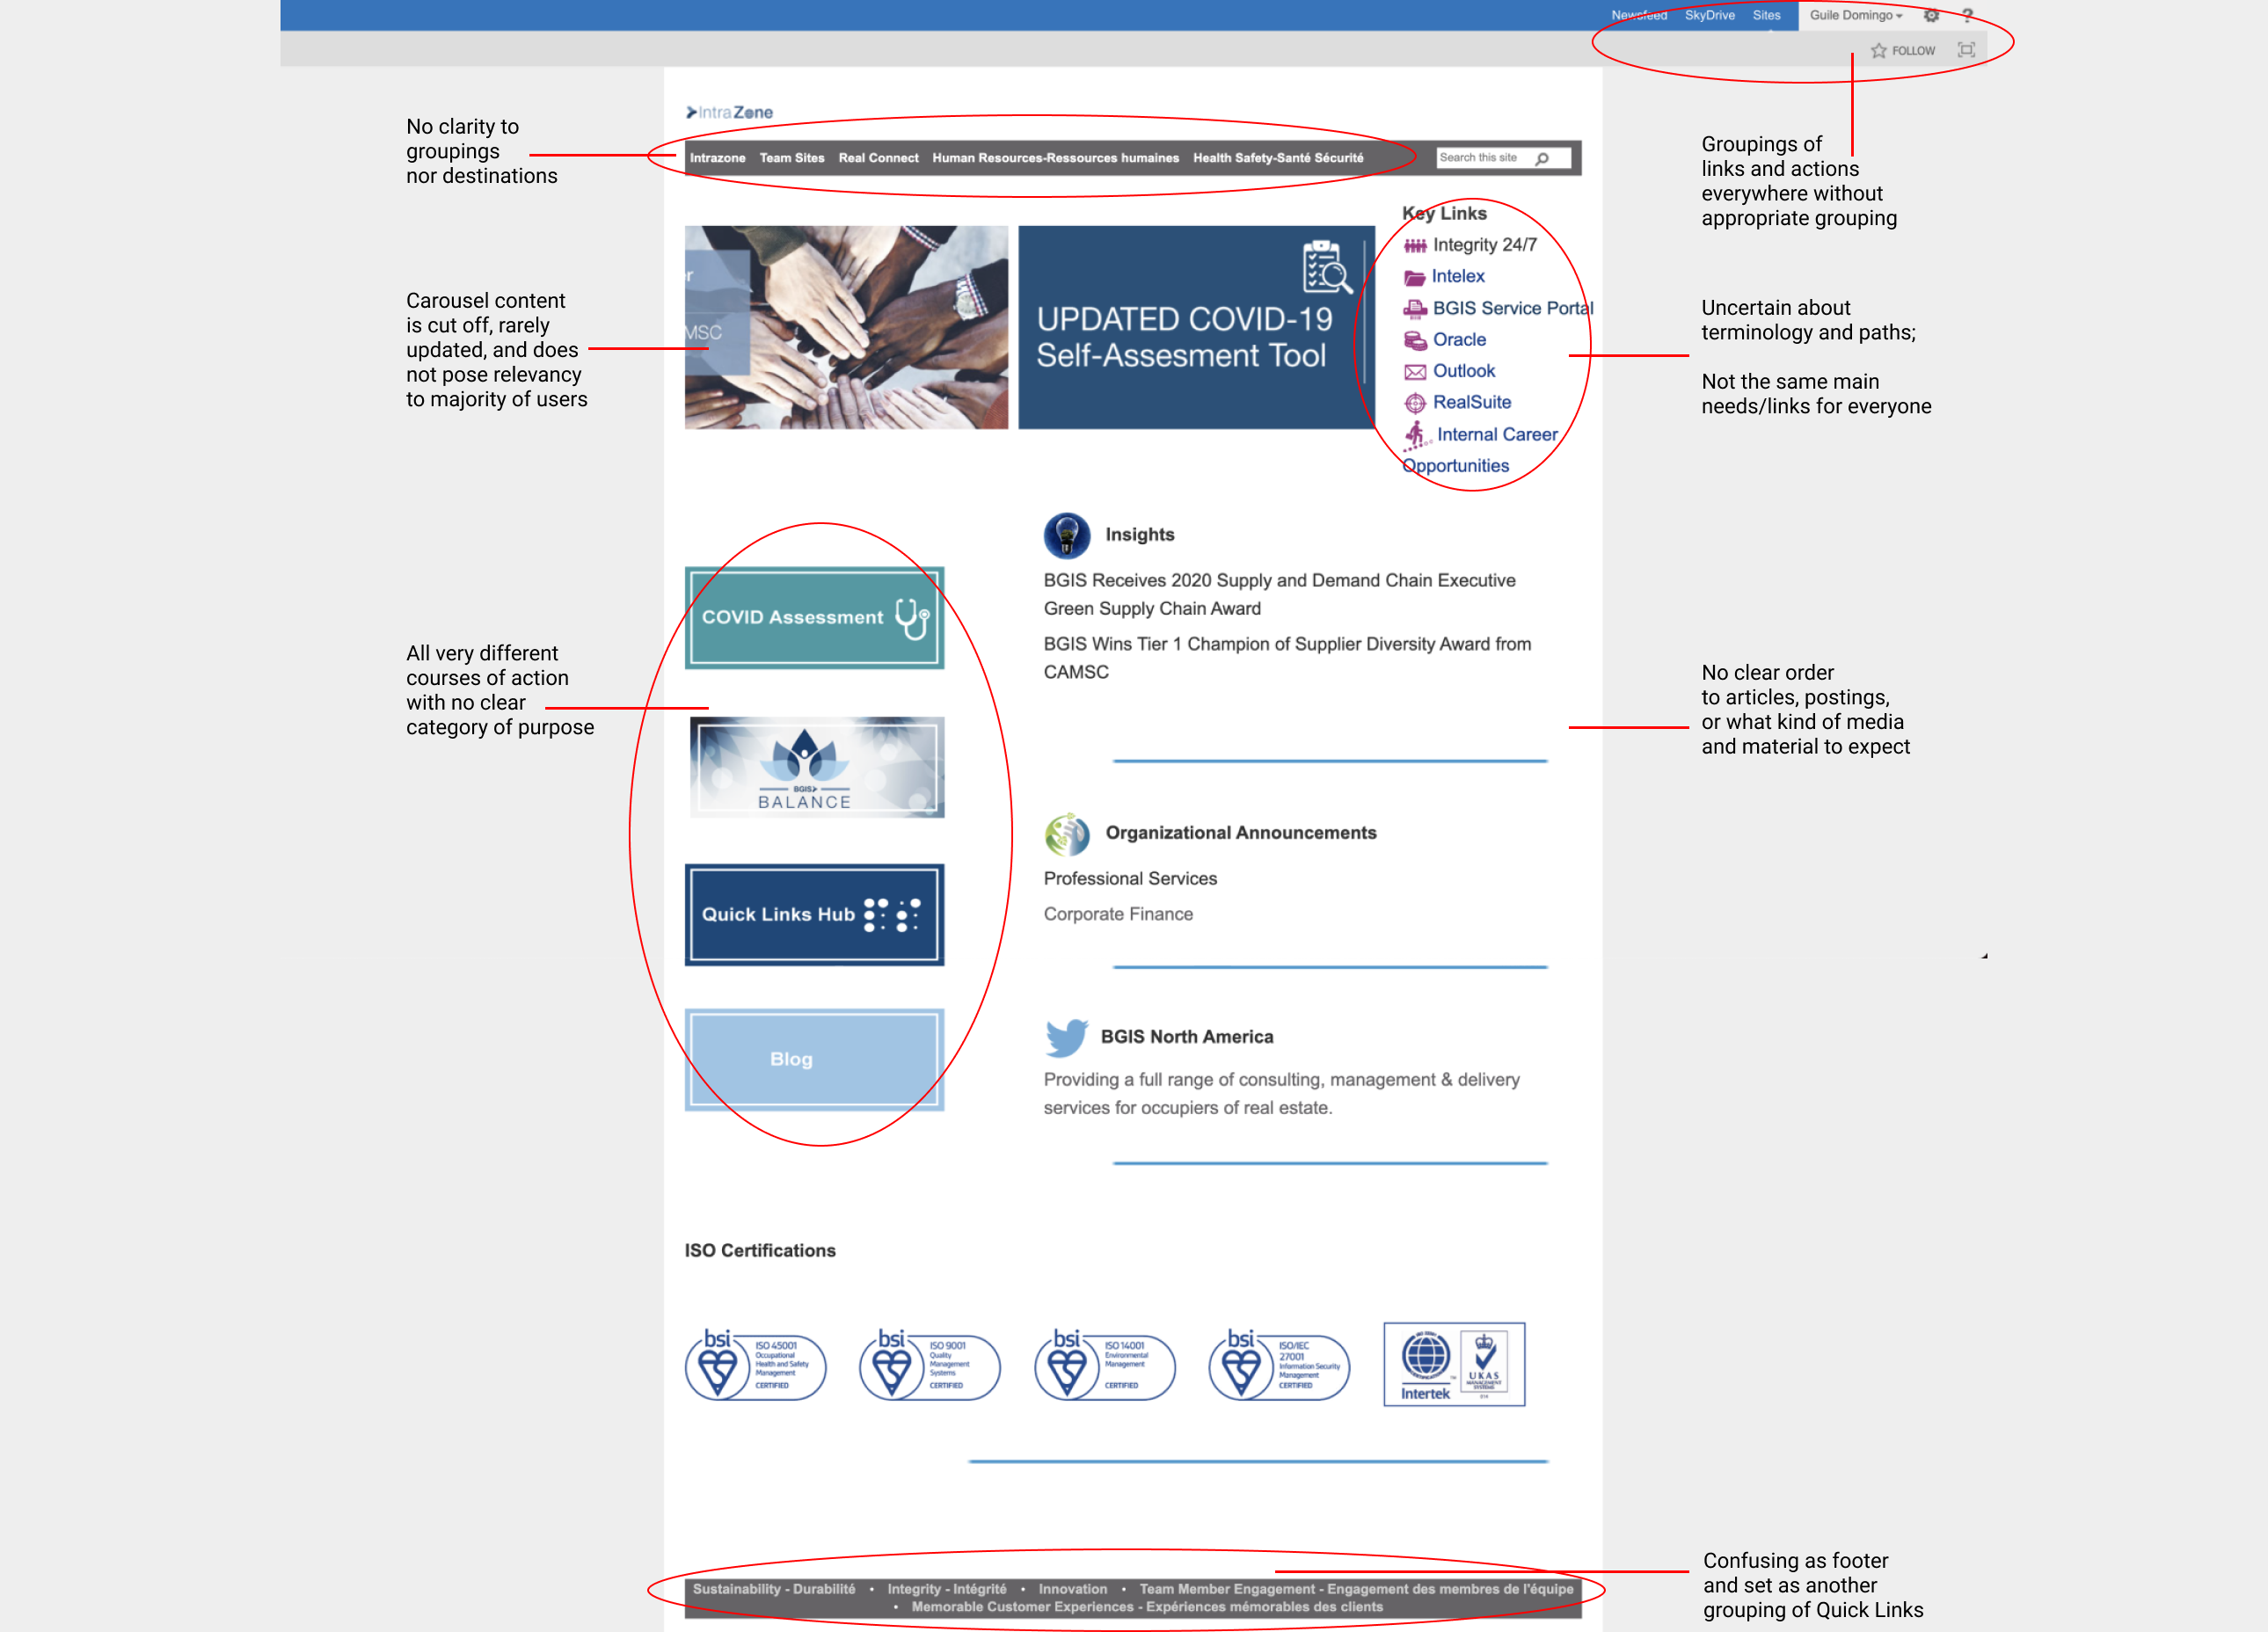 Newsfeed SkyDrive Sites Guile Domingo ?
FOLLOW
IntraZone
No clarity to
groupings
nor destinations
Intrazone Team Sites Real Connect Human Resources-Ressources humaines Health Safety-Santé Sécurité Search this site
Groupings of
links and actions
everywhere without
appropriate grouping
Carousel content
is cut off, rarely
updated, and does
not pose relevancy
to majority of users
r
MSC
UPDATED COVID-19
Self-Assesment Tool
Key Links
Integrity 24/7
Intelex
BGIS Service Portal
Oracle
Outlook
RealSuite
Internal Career
Opportunities
Uncertain about
terminology and paths;
Not the same main
needs/links for everyone
All very different
courses of action
with no clear
category of purpose
COVID Assessment
BGIS
BALANCE
Quick Links Hub
Blog
Insights
BGIS Receives 2020 Supply and Demand Chain Executive
Green Supply Chain Award
BGIS Wins Tier 1 Champion of Supplier Diversity Award from
CAMSC
No clear order
to articles, postings,
or what kind of media
and material to expect
Organizational Announcements
Professional Services
Corporate Finance
BGIS North America
Providing a full range of consulting, management & delivery
services for occupiers of real estate.
ISO Certifications
bsi
ISO 45001
Occupational
Health and Safety
Management
CERTIFIED
bsi
ISO 9001
Quality
Management
Systems
CERTIFIED
bsi
ISO 14001
Environmental
Management
CERTIFIED
bsi
ISO/IEC
27001
Information Security
Management
CERTIFIED
Intertek
UKAS
MANAGEMENT
SYSTEMS
Confusing as footer
and set as another
grouping of Quick Links
Sustainability - Durabilité • Integrity - Intégrité • Innovation • Team Member Engagement - Engagement des membres de l'équipe
• Memorable Customer Experiences - Expériences mémorables des clients